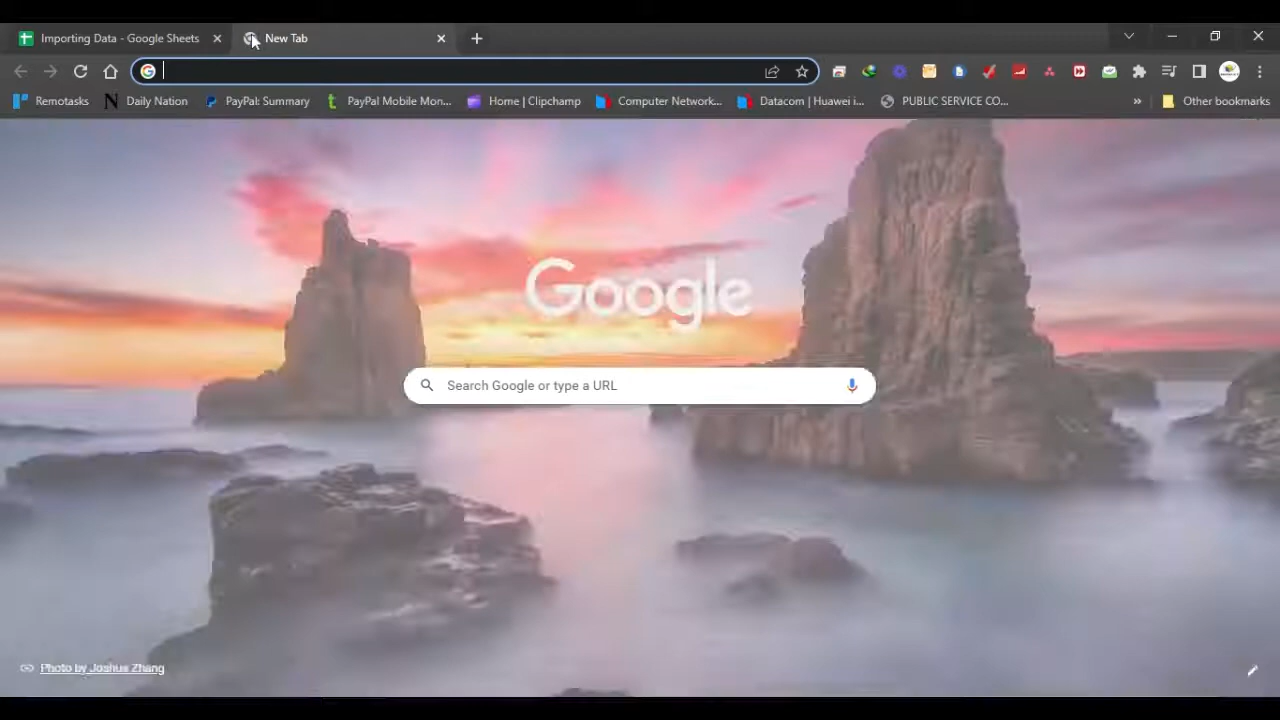 Importing Data - Google Sheets
New Tab
Remotasks
Daily Nation
PayPal: Summary
PayPal Mobile Mon...
Home | Clipchamp
Computer Network...
Datacom | Huawei i...
PUBLIC SERVICE CO...
»
Other bookmarks
Google
Search Google or type a URL
Photo by Joshua Zhang